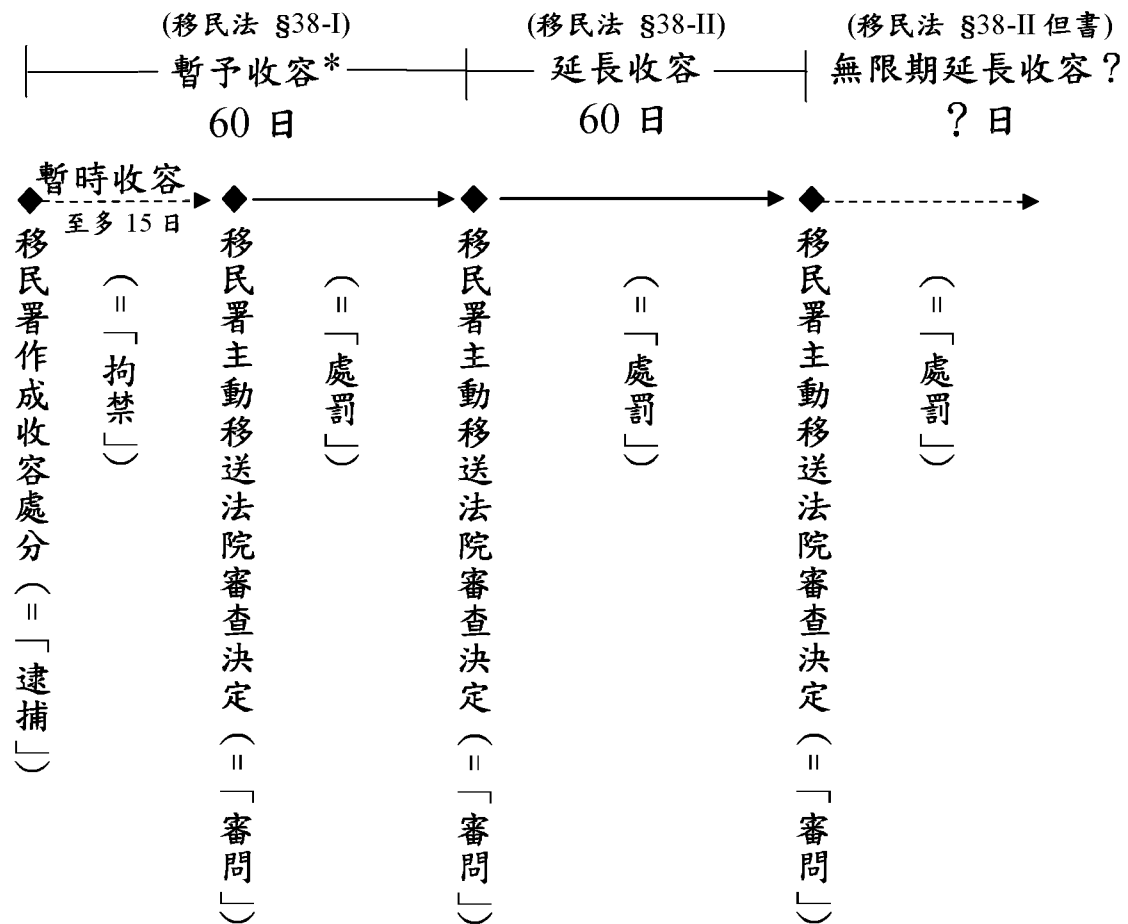 (移民法 §38-I)
(移民法 §38-II)
(移民法 §38-II 但書)
暫予收容*
延長收容
無限期延長收容？
60 日
60 日
？日
暫時收容
至多 15 日
移民署作成收容處分（＝「逮捕」）
（＝「拘禁」）
移民署主動移送法院審查決定（＝「審問」）
（＝「處罰」）
移民署主動移送法院審查決定（＝「審問」）
（＝「處罰」）
移民署主動移送法院審查決定（＝「審問」）
（＝「處罰」）